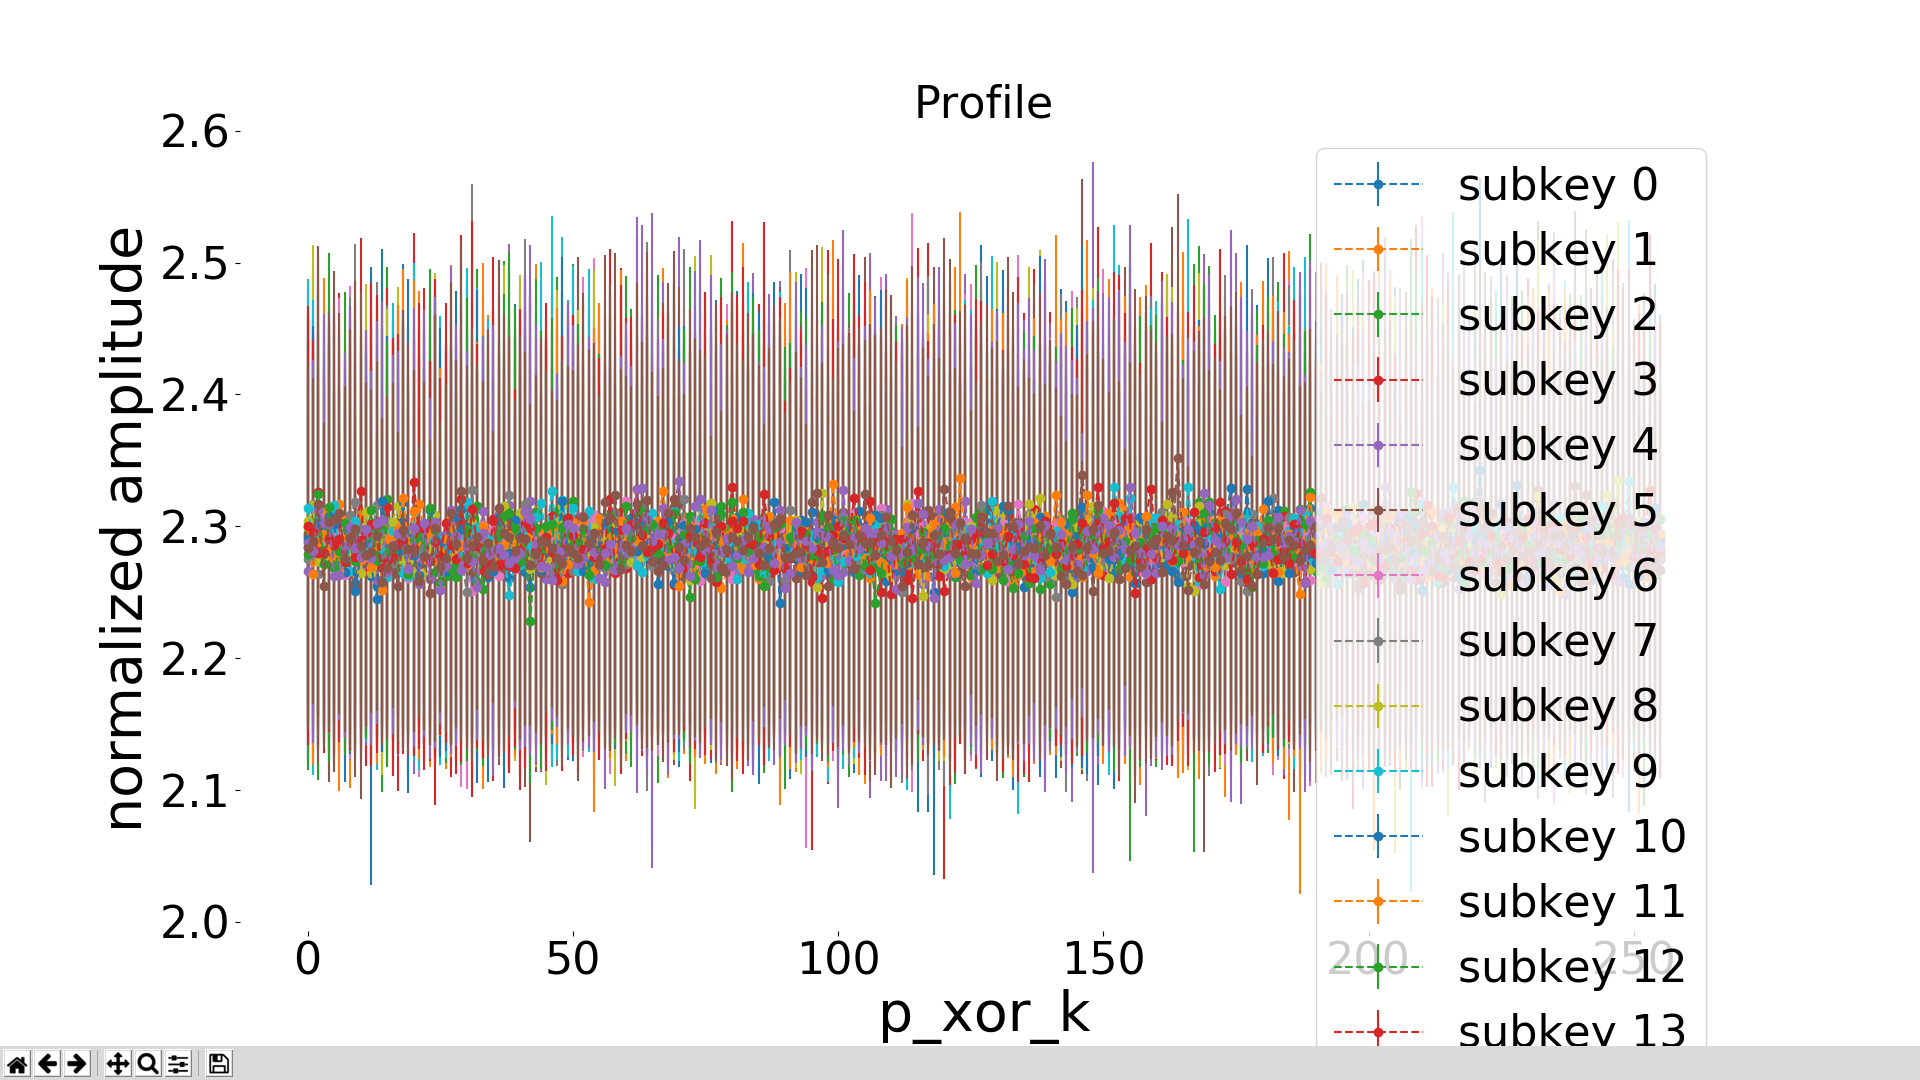 Profile
2.6
2.5
2.4
2.3
2.2
2.1
2.0
normalized amplitude
0 50 100 150 200 250
p_xor_k
subkey 0
subkey 1
subkey 2
subkey 3
subkey 4
subkey 5
subkey 6
subkey 7
subkey 8
subkey 9
subkey 10
subkey 11
subkey 12
subkey 13